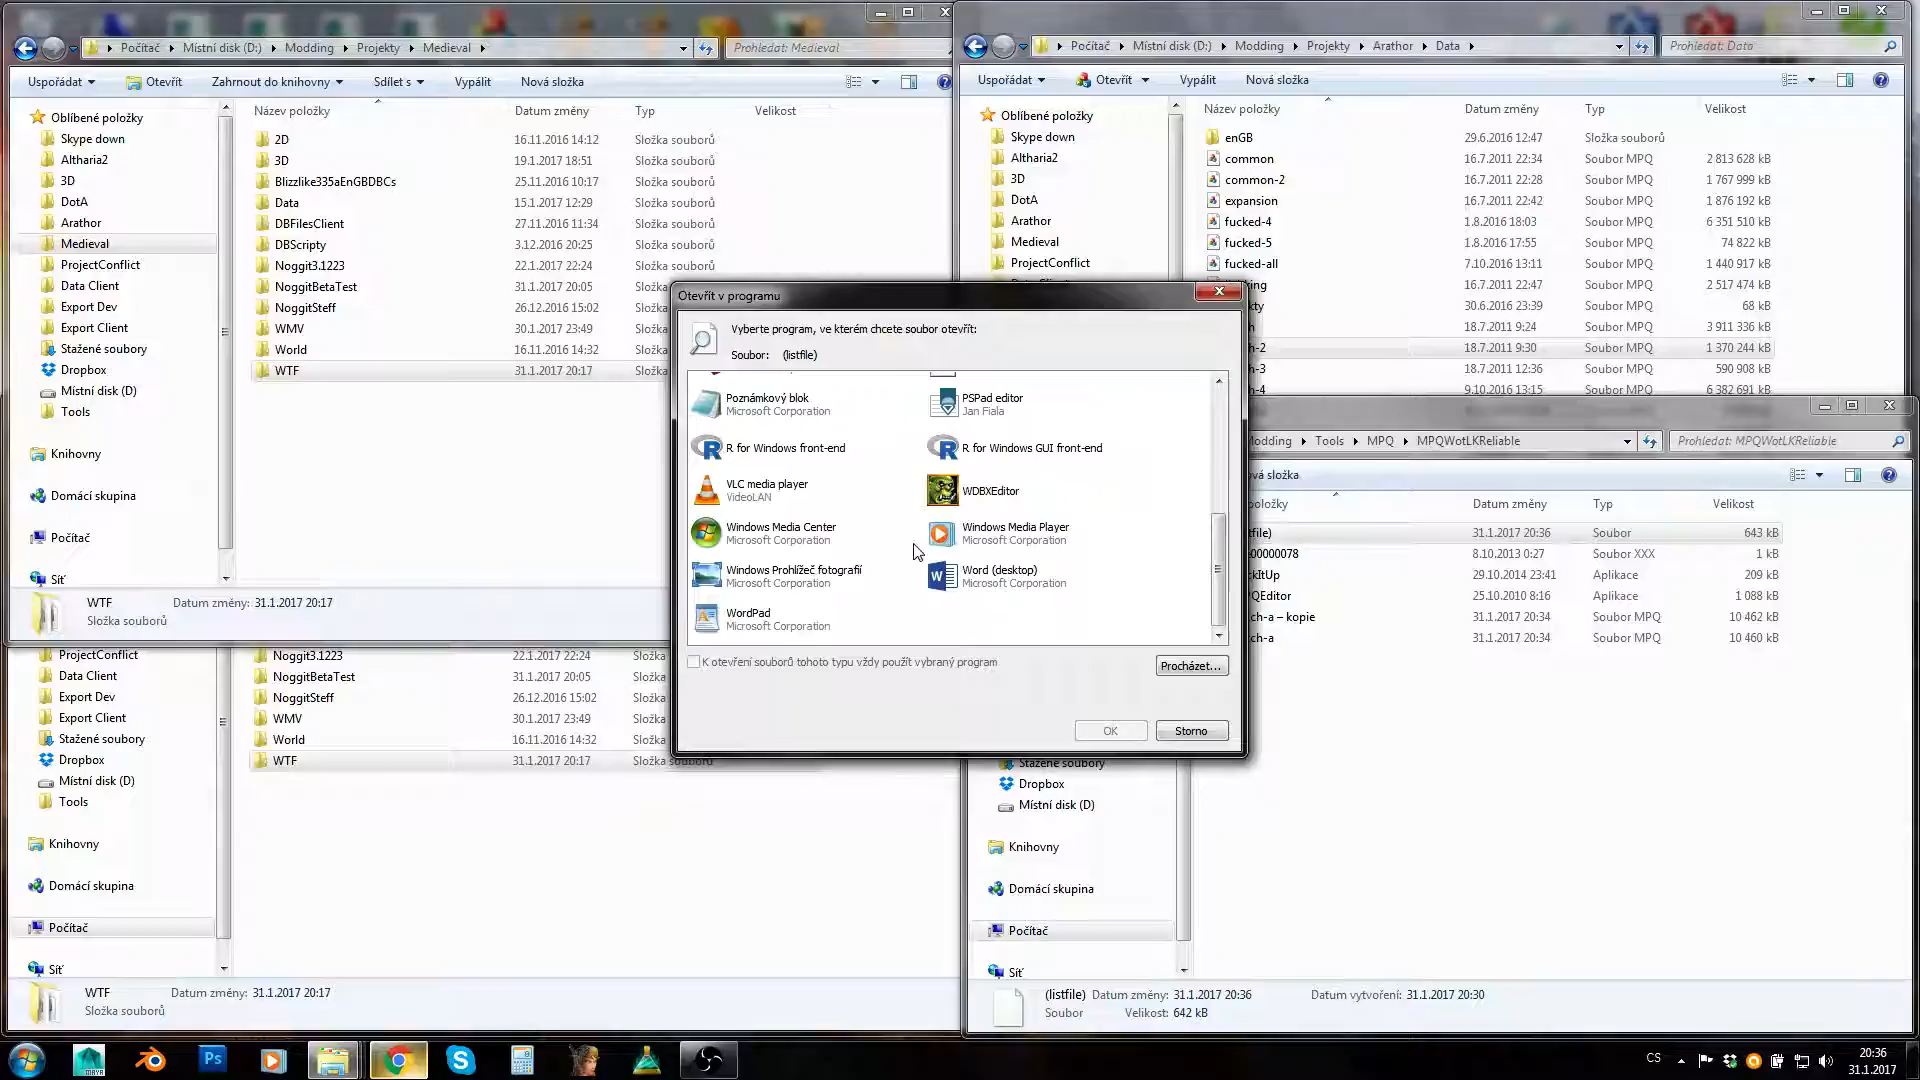 Počítač
Místní disk (D:)
Modding
Projekty
Medieval
Prohledat: Medieval
Uspořádat
Otevřít
Zahrnout do knihovny
Sdílet s
Vypálit
Nová složka
Název položky
Datum změny
Typ
Velikost
Oblíbené položky
Skype down
Altharia2
3D
DotA
Arathor
Medieval
ProjectConflict
Data Client
Export Dev
Export Client
Stažené soubory
Dropbox
Místní disk (D)
Tools
Knihovny
Domácí skupina
Počítač
Síť
2D 16.11.2016 14:12 Složka souborů
3D 19.1.2017 18:51 Složka souborů
Blizzlike335aEnGBDBCs 25.11.2016 10:17 Složka souborů
Data 15.1.2017 12:29 Složka souborů
DBFilesClient 27.11.2016 11:34 Složka souborů
DBScripty 3.12.2016 20:25 Složka souborů
Noggit3.1223 22.1.2017 22:24 Složka souborů
NoggitBetaTest 31.1.2017 20:05 Složka
NoggitSteff 26.12.2016 15:02 Složka
WMV 30.1.2017 23:49 Složka
World 16.11.2016 14:32 Složka
WTF 31.1.2017 20:17 Složka
WTF Datum změny: 31.1.2017 20:17
Složka souborů
Počítač
Místní disk (D:)
Modding
Projekty
Arathor
Data
Prohledat: Data
Uspořádat
Otevřít
Vypálit
Nová složka
Název položky
Datum změny
Typ
Velikost
Oblíbené položky
Skype down
Altharia2
3D
DotA
Arathor
Medieval
ProjectConflict
enGB 29.6.2016 12:47 Složka souborů
common 16.7.2011 22:34 Soubor MPQ 2 813 628 kB
common-2 16.7.2011 22:28 Soubor MPQ 1 767 999 kB
expansion 16.7.2011 22:42 Soubor MPQ 1 876 192 kB
fucked-4 1.8.2016 18:03 Soubor MPQ 6 351 510 kB
fucked-5 1.8.2016 17:55 Soubor MPQ 74 822 kB
fucked-all 7.10.2016 13:11 Soubor MPQ 1 440 917 kB
ing 16.7.2011 22:47 Soubor MPQ 2 517 474 kB
kty 30.6.2016 23:39 Soubor MPQ 68 kB
h 18.7.2011 9:24 Soubor MPQ 3 911 336 kB
h-2 18.7.2011 9:30 Soubor MPQ 1 370 244 kB
h-3 18.7.2011 12:36 Soubor MPQ 590 908 kB
h-4 9.10.2016 13:15 Soubor MPQ 6 382 691 kB
Otevřít v programu
Vyberte program, ve kterém chcete soubor otevřít:
Soubor: (listfile)
Poznámkový blok
Microsoft Corporation
PSPad editor
Jan Fiala
R for Windows front-end
R for Windows GUI front-end
VLC media player
VideoLAN
WDBXEditor
Windows Media Center
Microsoft Corporation
Windows Media Player
Microsoft Corporation
Windows Prohlížeč fotografií
Microsoft Corporation
Word (desktop)
Microsoft Corporation
WordPad
Microsoft Corporation
K otevření souborů tohoto typu vždy použít vybraný program
Procházet...
OK
Storno
odding
Tools
MPQ
MPQWotLKReliable
Prohledat: MPQWotLKReliable
vá složka
oložky
Datum změny
Typ
Velikost
tfile) 31.1.2017 20:36 Soubor 643 kB
00000078 8.10.2013 0:27 Soubor XXX 1 kB
ckItUp 29.10.2014 23:41 Aplikace 209 kB
QEditor 25.10.2010 8:16 Aplikace 1 088 kB
ch-a – kopie 31.1.2017 20:34 Soubor MPQ 10 462 kB
ch-a 31.1.2017 20:34 Soubor MPQ 10 460 kB
Stažené soubory
Dropbox
Místní disk (D)
Knihovny
Domácí skupina
Počítač
Síť
(listfile) Datum změny: 31.1.2017 20:36 Datum vytvoření: 31.1.2017 20:30
Soubor Velikost: 642 kB
ProjectConflict
Data Client
Export Dev
Export Client
Stažené soubory
Dropbox
Místní disk (D)
Tools
Knihovny
Domácí skupina
Počítač
Síť
Noggit3.1223 22.1.2017 22:24 Složka
NoggitBetaTest 31.1.2017 20:05 Složka
NoggitSteff 26.12.2016 15:02 Složka
WMV 30.1.2017 23:49 Složka
World 16.11.2016 14:32 Složka
WTF 31.1.2017 20:17 Složka souborů
WTF Datum změny: 31.1.2017 20:17
Složka souborů
MAYA
Ps
CS
20:36
31.1.2017